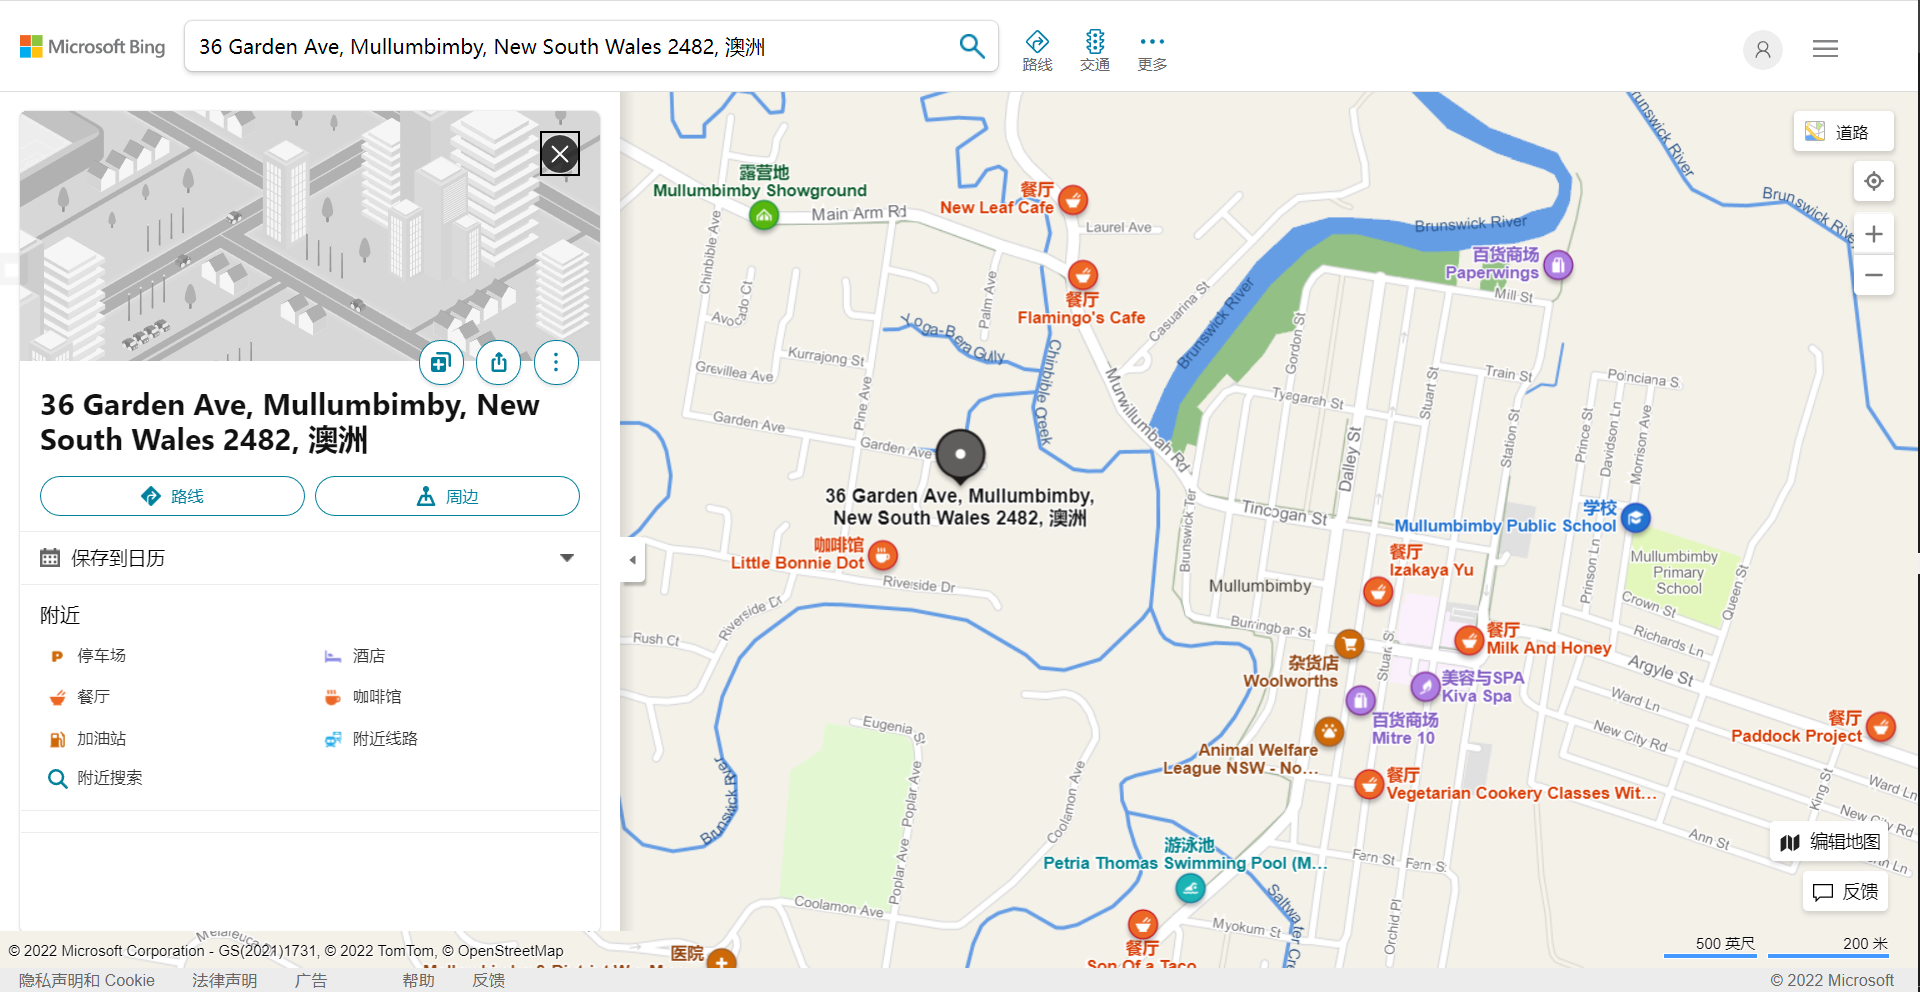 Microsoft Bing
36 Garden Ave, Mullumbimby, New South Wales 2482, 澳洲
路线
交通
更多
36 Garden Ave, Mullumbimby, New
South Wales 2482, 澳洲
路线
周边
保存到日历
附近
停车场
酒店
餐厅
咖啡馆
加油站
附近线路
附近搜索
道路
露营地
Mullumbimby Showground
Main Arm Rd
餐厅
New Leaf Cafe
Laurel Ave
Brunswick River
Brunswick River
Brunswick River
百货商场
Paperwings
Mill St
Chinbible Ave
Avocado Ct
Palm Ave
餐厅
Flamingo's Cafe
Casuarina St
Brunswick River
Gordon St
Yoga-Bera Gully
Kurrajong St
Grevillea Ave
Pine Ave
Chinbible Creek
Murwillumbah Rd
Tyagarah St
Stuart St
Train St
Poinciana S
Garden Ave
Garden Ave
Dalley St
Station St
Prince St
Davidson Ln
Morrison Ave
36 Garden Ave, Mullumbimby,
New South Wales 2482, 澳洲
Tincogan St
Brunswick Ter
学校
Mullumbimby Public School
咖啡馆
Little Bonnie Dot
Riverside Dr
Riverside Dr
Rush Ct
Mullumbimby
餐厅
Izakaya Yu
Prinson Ln
Mullumbimby
Primary
School
Queen St
Crown St
Richards Ln
Burringbar St
Stuart S
餐厅
Milk And Honey
Argyle St
杂货店
Woolworths
美容与SPA
Kiva Spa
Ward Ln
百货商场
Mitre 10
New City Rd
餐厅
Paddock Project
Animal Welfare
League NSW - No...
餐厅
Vegetarian Cookery Classes Wit...
King St
Ward Ln
New City Rd
Eugenia St
Poplar Ave
Poplar Ave
Coolamon Ave
Coolamon Ave
Brunswick River
游泳池
Petria Thomas Swimming Pool (M...
Fern St
Fern S
Ann St
编辑地图
反馈
Saltwater Cre
Myokum St
Orchid Pl
餐厅
Son Of a Taco
医院
500 英尺
200 米
© 2022 Microsoft Corporation - GS(2021)1731, © 2022 TomTom, © OpenStreetMap
隐私声明和 Cookie
法律声明
广告
帮助
反馈
© 2022 Microsoft